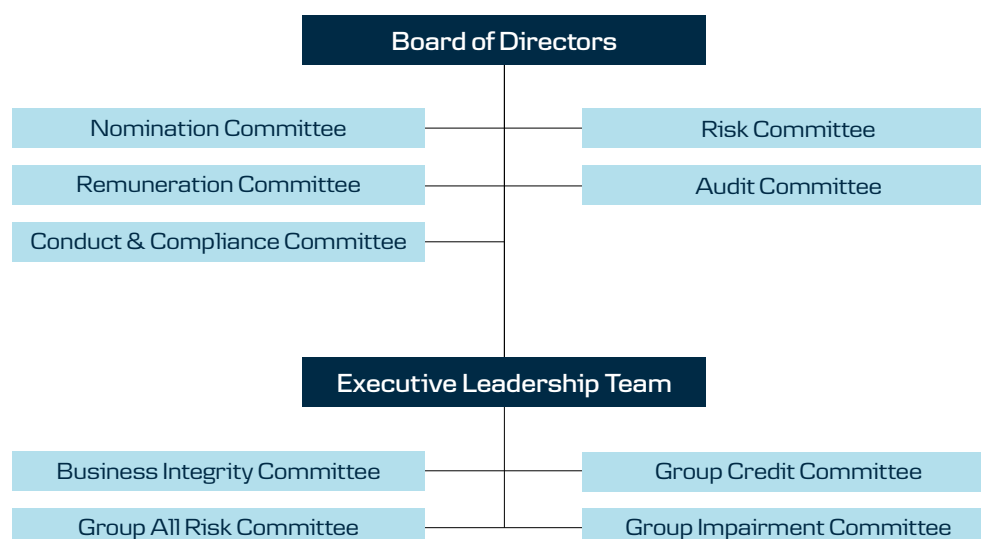 Board of Directors
Nomination Committee
Risk Committee
Remuneration Committee
Audit Committee
Conduct & Compliance Committee
Executive Leadership Team
Business Integrity Committee
Group Credit Committee
Group All Risk Committee
Group Impairment Committee